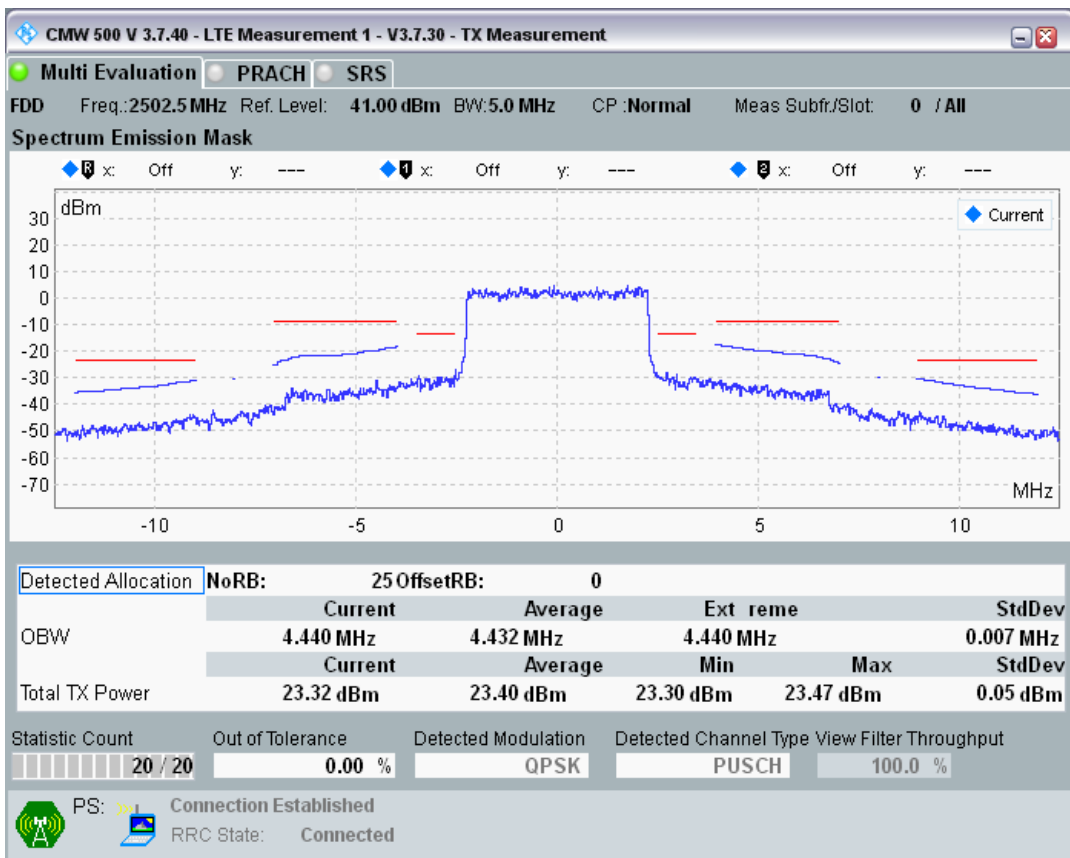 CMW 500 V 3.7.40 - LTE Measurement 1 - V3.7.30 - TX Measurement
Multi Evaluation PRACH SRS
FDD Freq.:2502.5 MHz Ref. Level: 41.00 dBm BW:5.0 MHz CP :Normal Meas Subfr./Slot: 0 / All
Spectrum Emission Mask
R x: Off y: --- 1 x: Off y: --- 2 x: Off y: ---
dBm
Current
30
20
10
0
-10
-20
-30
-40
-50
-60
-70
MHz
-10 -5 0 5 10
Detected Allocation NoRB: 25 OffsetRB: 0
Current Average Ext reme StdDev
OBW 4.440 MHz 4.432 MHz 4.440 MHz 0.007 MHz
Current Average Min Max StdDev
Total TX Power 23.32 dBm 23.40 dBm 23.30 dBm 23.47 dBm 0.05 dBm
Statistic Count Out of Tolerance Detected Modulation Detected Channel Type View Filter Throughput
20 / 20 0.00 % QPSK PUSCH 100.0 %
PS: Connection Established
RRC State: Connected